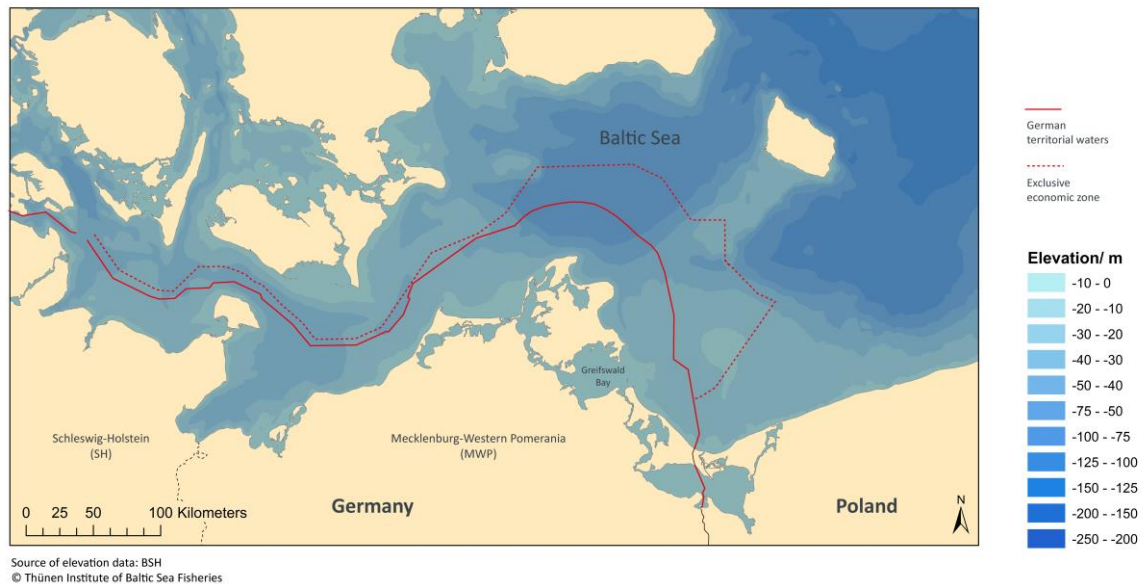 Baltic Sea
Greifswald
Bay
Schleswig-Holstein
(SH)
Mecklenburg-Western Pomerania
(MWP)
Germany
Poland
0 25 50 100 Kilometers
N
German
territorial waters
Exclusive
economic zone
Elevation/ m
-10 - 0
-20 - -10
-30 - -20
-40 - -30
-50 - -40
-75 - -50
-100 - -75
-125 - -100
-150 - -125
-200 - -150
-250 - -200
Source of elevation data: BSH
© Thünen Institute of Baltic Sea Fisheries